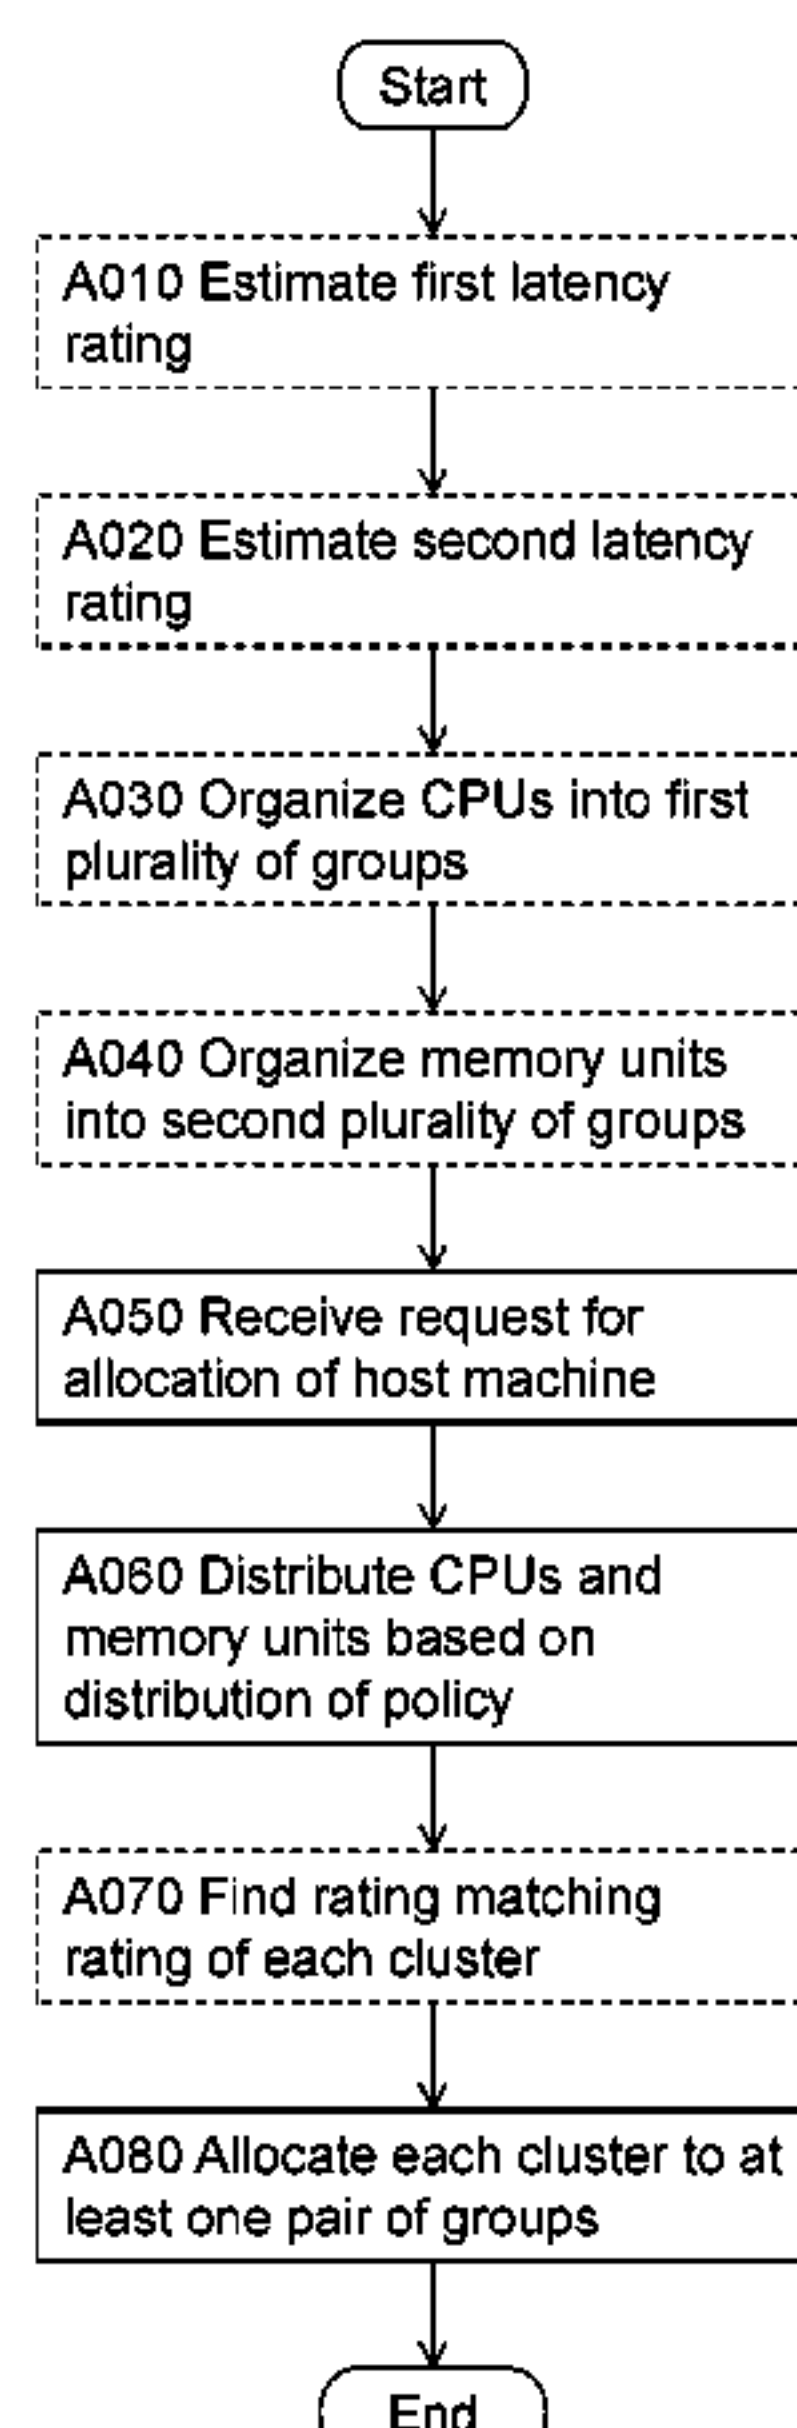 Start
A010 Estimate first latency
rating
A020 Estimate second latency
rating
A030 Organize CPUs into first
plurality of groups
A040 Organize memory units
into second plurality of groups
A050 Receive request for
allocation of host machine
A060 Distribute CPUs and
memory units based on
distribution of policy
A070 Find rating matching
rating of each cluster
A080 Allocate each cluster to at
least one pair of groups
End